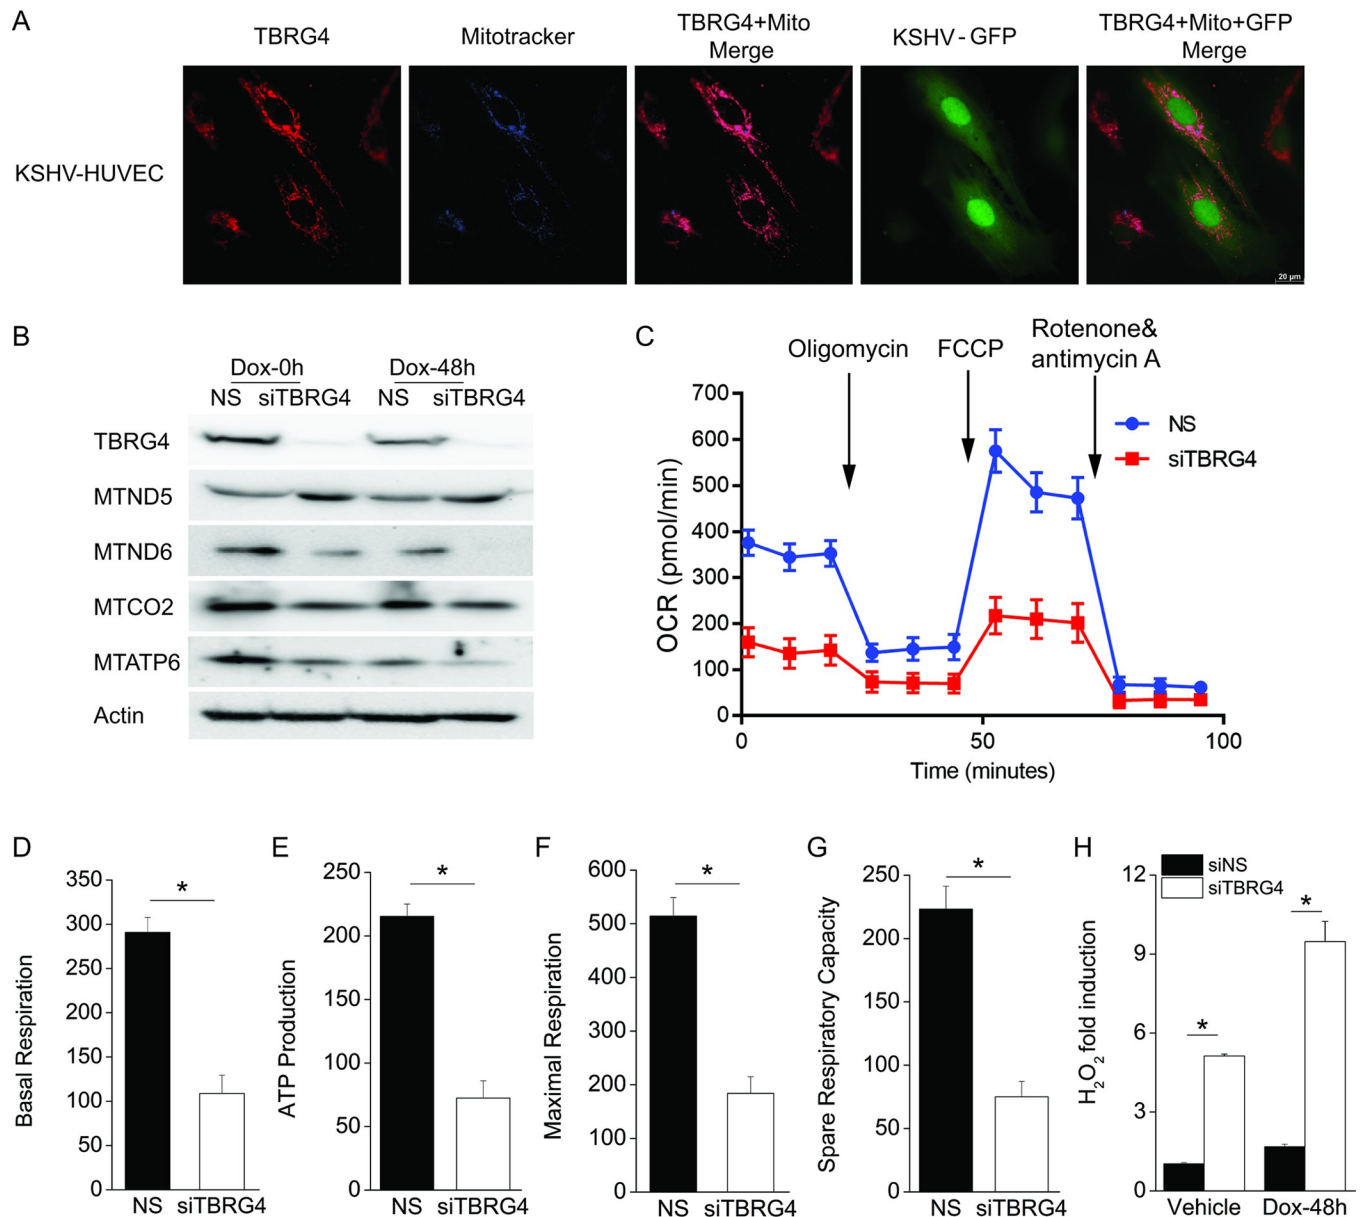 A
TBRG4
Mitotracker
TBRG4+Mito
Merge
KSHV-GFP
TBRG4+Mito+GFP
Merge
KSHV-HUVEC
20 µm
B
Dox-0h
Dox-48h
NS siTBRG4 NS siTBRG4
TBRG4
MTND5
MTND6
MTCO2
MTATP6
Actin
C
Oligomycin
FCCP
Rotenone&
antimycin A
NS
siTBRG4
OCR (pmol/min)
700
600
500
400
300
200
100
0
0 50 100
Time (minutes)
D
Basal Respiration
350
300
250
200
150
100
50
0
*
NS siTBRG4
E
ATP Production
250
200
150
100
50
0
*
NS siTBRG4
F
Maximal Respiration
600
500
400
300
200
100
0
*
NS siTBRG4
G
Spare Respiratory Capacity
250
200
150
100
50
0
*
NS siTBRG4
H
siNS
siTBRG4
H₂O₂ fold induction
12
9
6
3
0
*
*
Vehicle Dox-48h